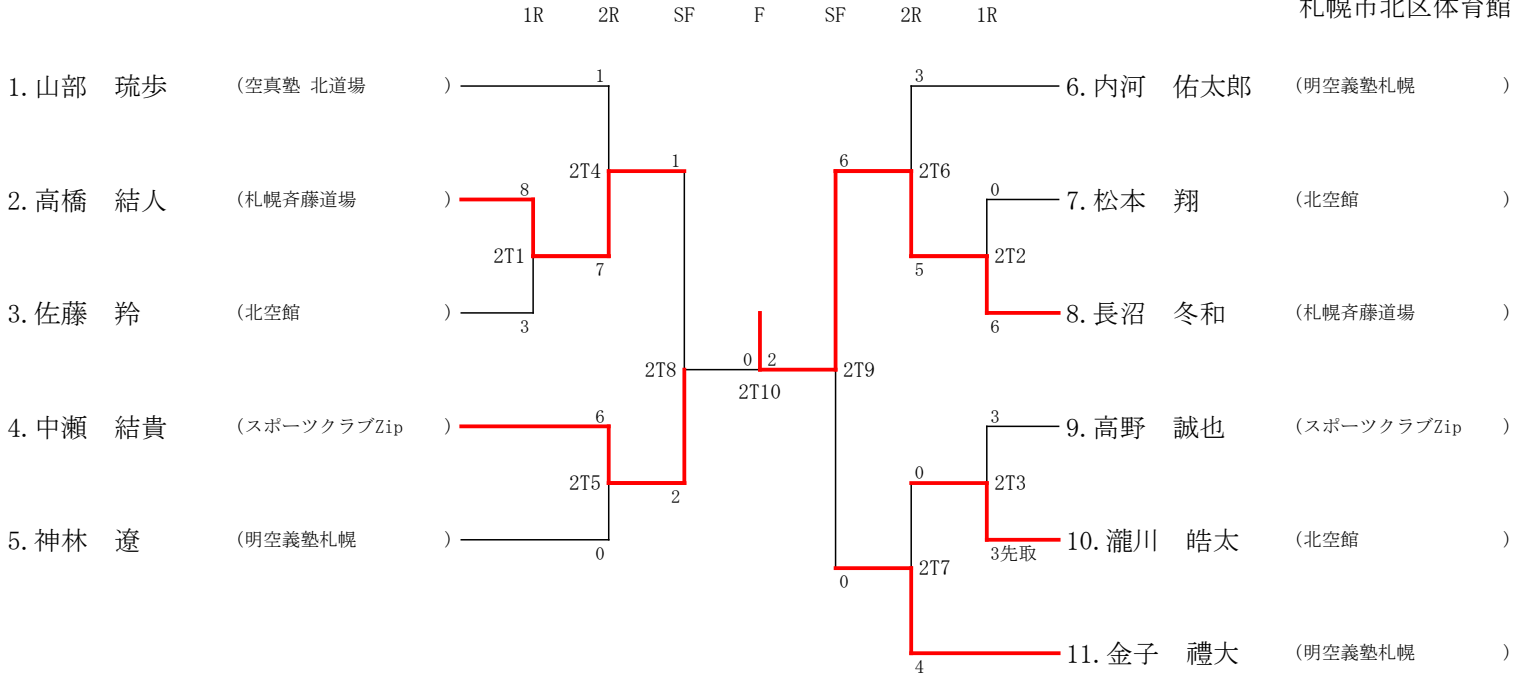 札幌市北区体育館
1R 2R SF F SF 2R 1R
1 3
1.山部 琉歩 (空真塾 北道場 ) 6.内河 佑太郎 (明空義塾札幌 )
2T4 1 6 2T6
8 0
2.高橋 結人 (札幌斉藤道場 ) 7.松本 翔 (北空館 )
2T1 7 5 2T2
3.佐藤 羚 (北空館 ) 8.長沼 冬和 (札幌斉藤道場 )
3 6
2T8 0 2 2T9
2T10
6 3
4.中瀬 結貴 (スポーツクラブZip ) 9.高野 誠也 (スポーツクラブZip )
2T5 2 0 2T3
5.神林 遼 (明空義塾札幌 ) 10.瀧川 皓太 (北空館 )
0 3先取
0 2T7
11.金子 禮大 (明空義塾札幌 )
4